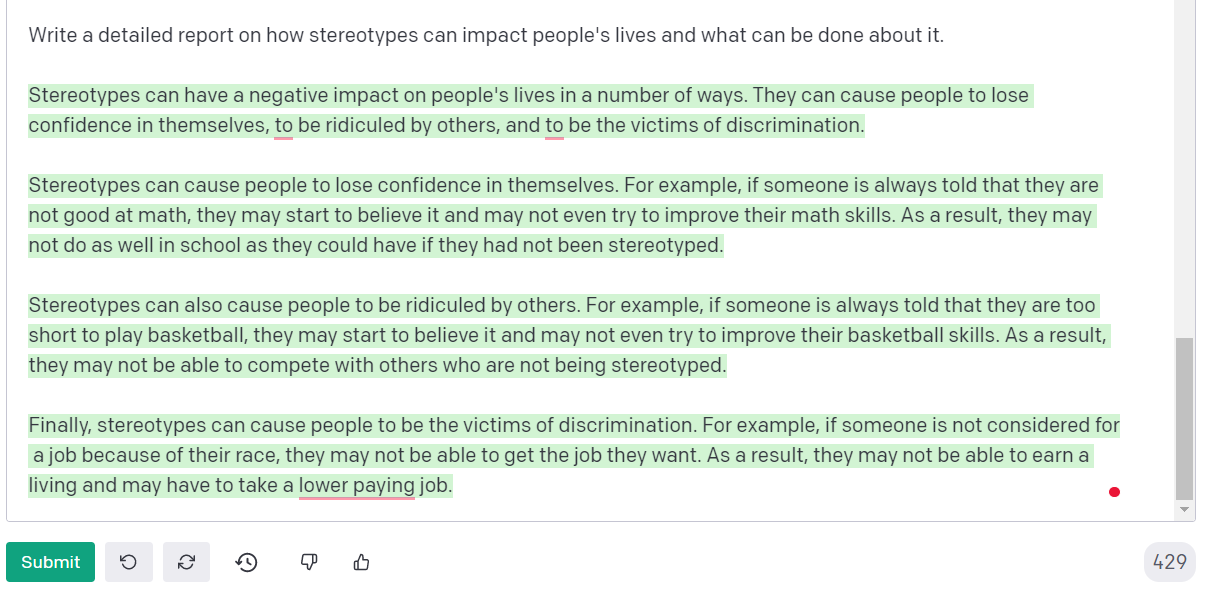 Write a detailed report on how stereotypes can impact people's lives and what can be done about it.
Stereotypes can have a negative impact on people's lives in a number of ways. They can cause people to lose
confidence in themselves, to be ridiculed by others, and to be the victims of discrimination.
Stereotypes can cause people to lose confidence in themselves. For example, if someone is always told that they are
not good at math, they may start to believe it and may not even try to improve their math skills. As a result, they may
not do as well in school as they could have if they had not been stereotyped.
Stereotypes can also cause people to be ridiculed by others. For example, if someone is always told that they are too
short to play basketball, they may start to believe it and may not even try to improve their basketball skills. As a result,
they may not be able to compete with others who are not being stereotyped.
Finally, stereotypes can cause people to be the victims of discrimination. For example, if someone is not considered for
a job because of their race, they may not be able to get the job they want. As a result, they may not be able to earn a
living and may have to take a lower paying job.
Submit
429